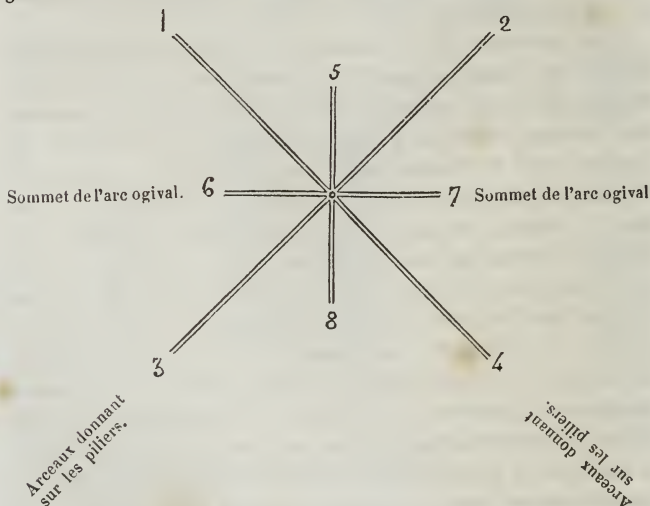 1
2
5
Sommet de l'arc ogival. 6
7 Sommet de l'arc ogival
8
3
4
Arceaux donnant
sur les piliers.
Arceaux donnant
sur les piliers.